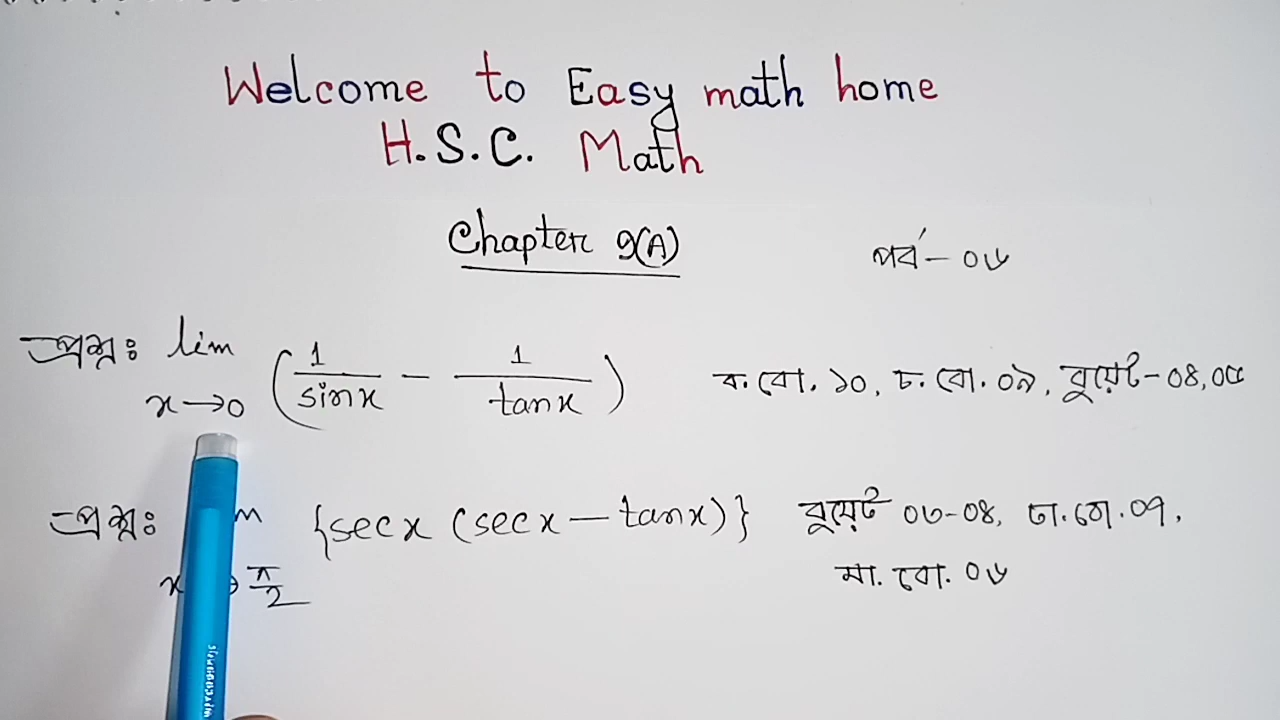 Welcome to Easy math home
H.S.C. Math
Chapter 9(A)
পর্ব - ০৬
প্রশ্নঃ lim x→0 (1/sinx - 1/tanx) ব.বো.১০, চ.বো.০৯, বুয়েট-০৪,০৫
প্রশ্নঃ x π/2 {secx (secx - tanx)} বুয়েট ০৩-০৪, ঢা.বো.০৭,
মা.বো.০৬